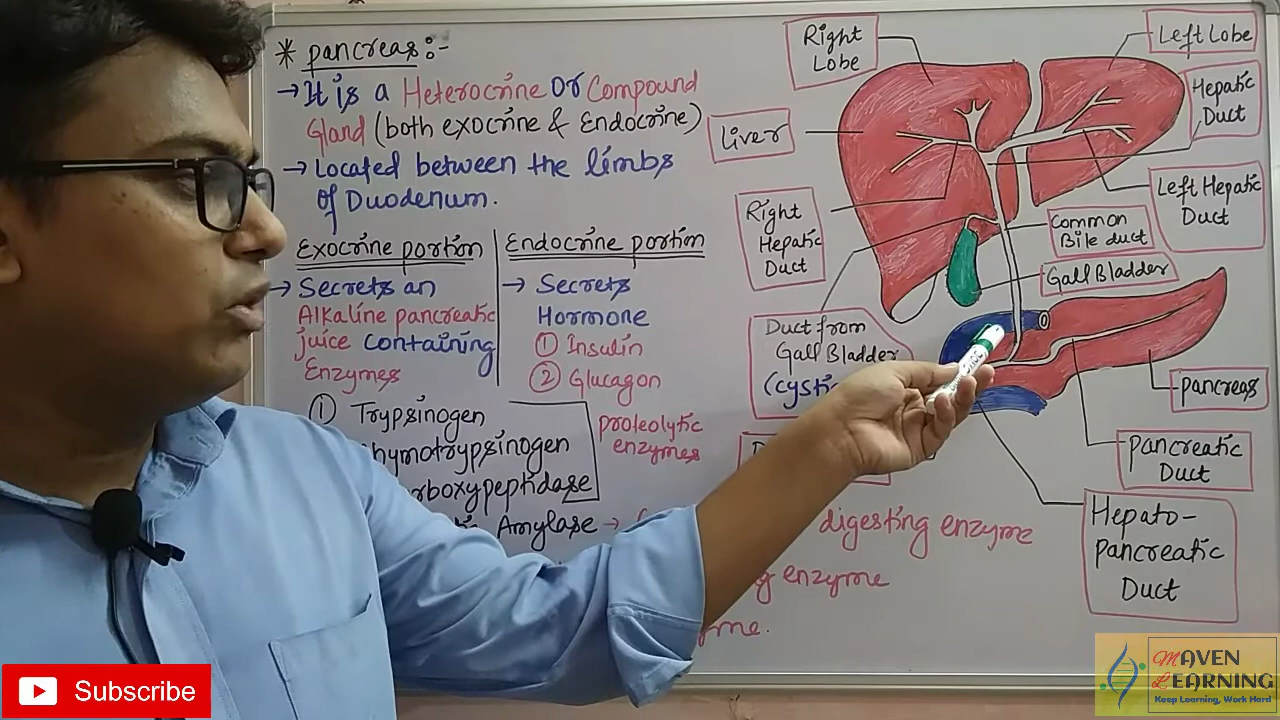 * pancreas:-
→ It is a Heterocrine or Compound
Gland (both exocrine & Endocrine)
→ Located between the limbs
of Duodenum.
Exocrine portion
→ Secrets an
Alkaline pancreatic
juice containing
Enzymes
① Trypsinogen
hymotrypsinogen
rboxypeptidase
Amylase →
proteolytic
enzymes
Endocrine portion
→ Secrets
Hormone
① Insulin
② Glucagon
digesting enzyme
enzyme
Right
Lobe
Left Lobe
Hepatic
Duct
Liver
Left Hepatic
Duct
Right
Hepatic
Duct
Common
Bile duct
Gall Bladder
Duct from
Gall Bladder
(cystic
pancreas
pancreatic
Duct
Hepato-
pancreatic
Duct
Subscribe
MAVEN
LEARNING
Keep Learning, Work Hard